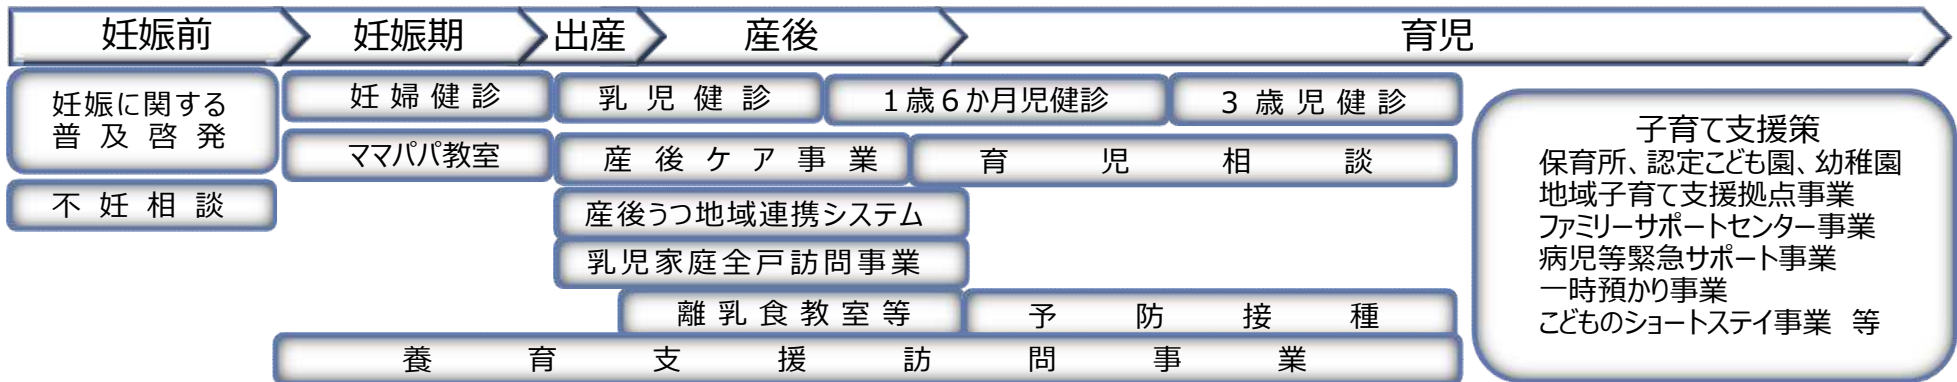 妊娠前 妊娠期 出産 産後 育児
妊娠に関する
普及啓発
不妊相談
妊婦健診
ママパパ教室
乳児健診
1歳6か月児健診
3歳児健診
産後ケア事業
育児相談
産後うつ地域連携システム
乳児家庭全戸訪問事業
離乳食教室等
予防接種
養育支援訪問事業
子育て支援策
保育所、認定こども園、幼稚園
地域子育て支援拠点事業
ファミリーサポートセンター事業
病児等緊急サポート事業
一時預かり事業
こどものショートステイ事業 等